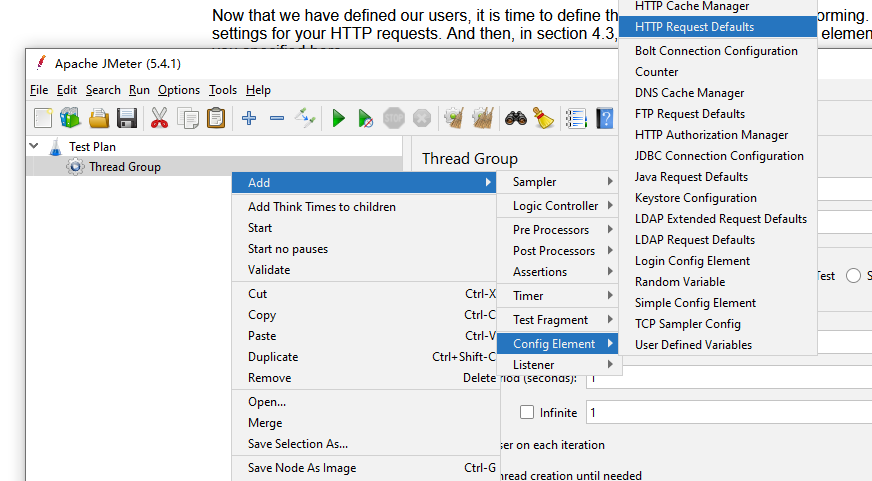 Now that we have defined our users, it is time to define th
orming.
settings for your HTTP requests. And then, in section 4.3,
elemen
Apache JMeter (5.4.1)
File Edit Search Run Options Tools Help
Test Plan
Thread Group
Thread Group
Add
Add Think Times to children
Start
Start no pauses
Validate
Cut Ctrl-X
Copy Ctrl-C
Paste Ctrl-V
Duplicate Ctrl+Shift-C
Remove Delete
Open...
Merge
Save Selection As...
Save Node As Image Ctrl-G
Sampler
Logic Controller
Pre Processors
Post Processors
Assertions
Timer
Test Fragment
Config Element
Listener
HTTP Cache Manager
HTTP Request Defaults
Bolt Connection Configuration
Counter
DNS Cache Manager
FTP Request Defaults
HTTP Authorization Manager
JDBC Connection Configuration
Java Request Defaults
Keystore Configuration
LDAP Extended Request Defaults
LDAP Request Defaults
Login Config Element
Random Variable
Simple Config Element
TCP Sampler Config
User Defined Variables
Test S
riod (seconds): 1
Infinite 1
ser on each iteration
hread creation until needed